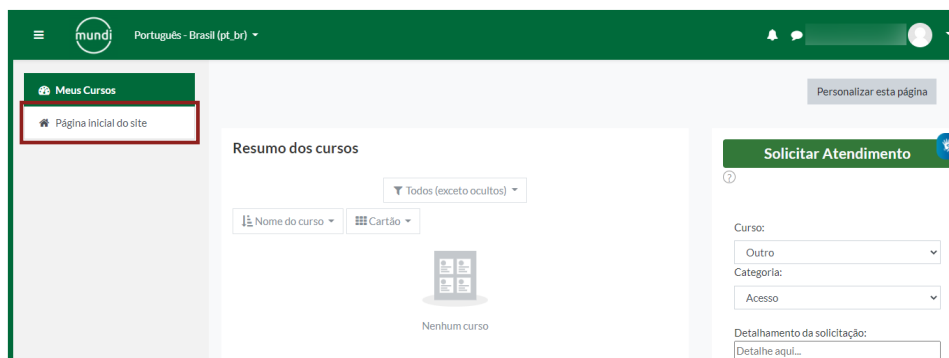 mundi
Português - Brasil (pt_br)
Meus Cursos
Página inicial do site
Personalizar esta página
Resumo dos cursos
Todos (exceto ocultos)
Nome do curso
Cartão
Nenhum curso
Solicitar Atendimento
?
Curso:
Outro
Categoria:
Acesso
Detalhamento da solicitação:
Detalhe aqui...